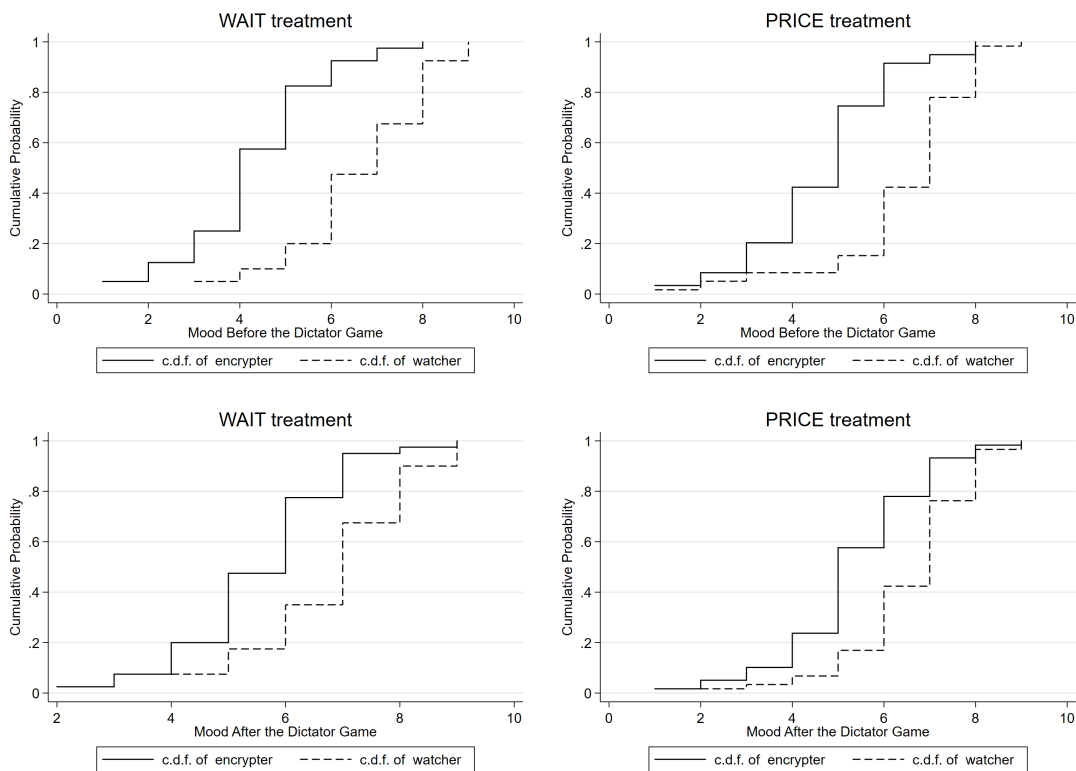 WAIT treatment
Cumulative Probability
1
.8
.6
.4
.2
0
0 2 4 6 8 10
Mood Before the Dictator Game
c.d.f. of encrypter c.d.f. of watcher
PRICE treatment
Cumulative Probability
1
.8
.6
.4
.2
0
0 2 4 6 8 10
Mood Before the Dictator Game
c.d.f. of encrypter c.d.f. of watcher
WAIT treatment
Cumulative Probability
1
.8
.6
.4
.2
0
2 4 6 8 10
Mood After the Dictator Game
c.d.f. of encrypter c.d.f. of watcher
PRICE treatment
Cumulative Probability
1
.8
.6
.4
.2
0
0 2 4 6 8 10
Mood After the Dictator Game
c.d.f. of encrypter c.d.f. of watcher